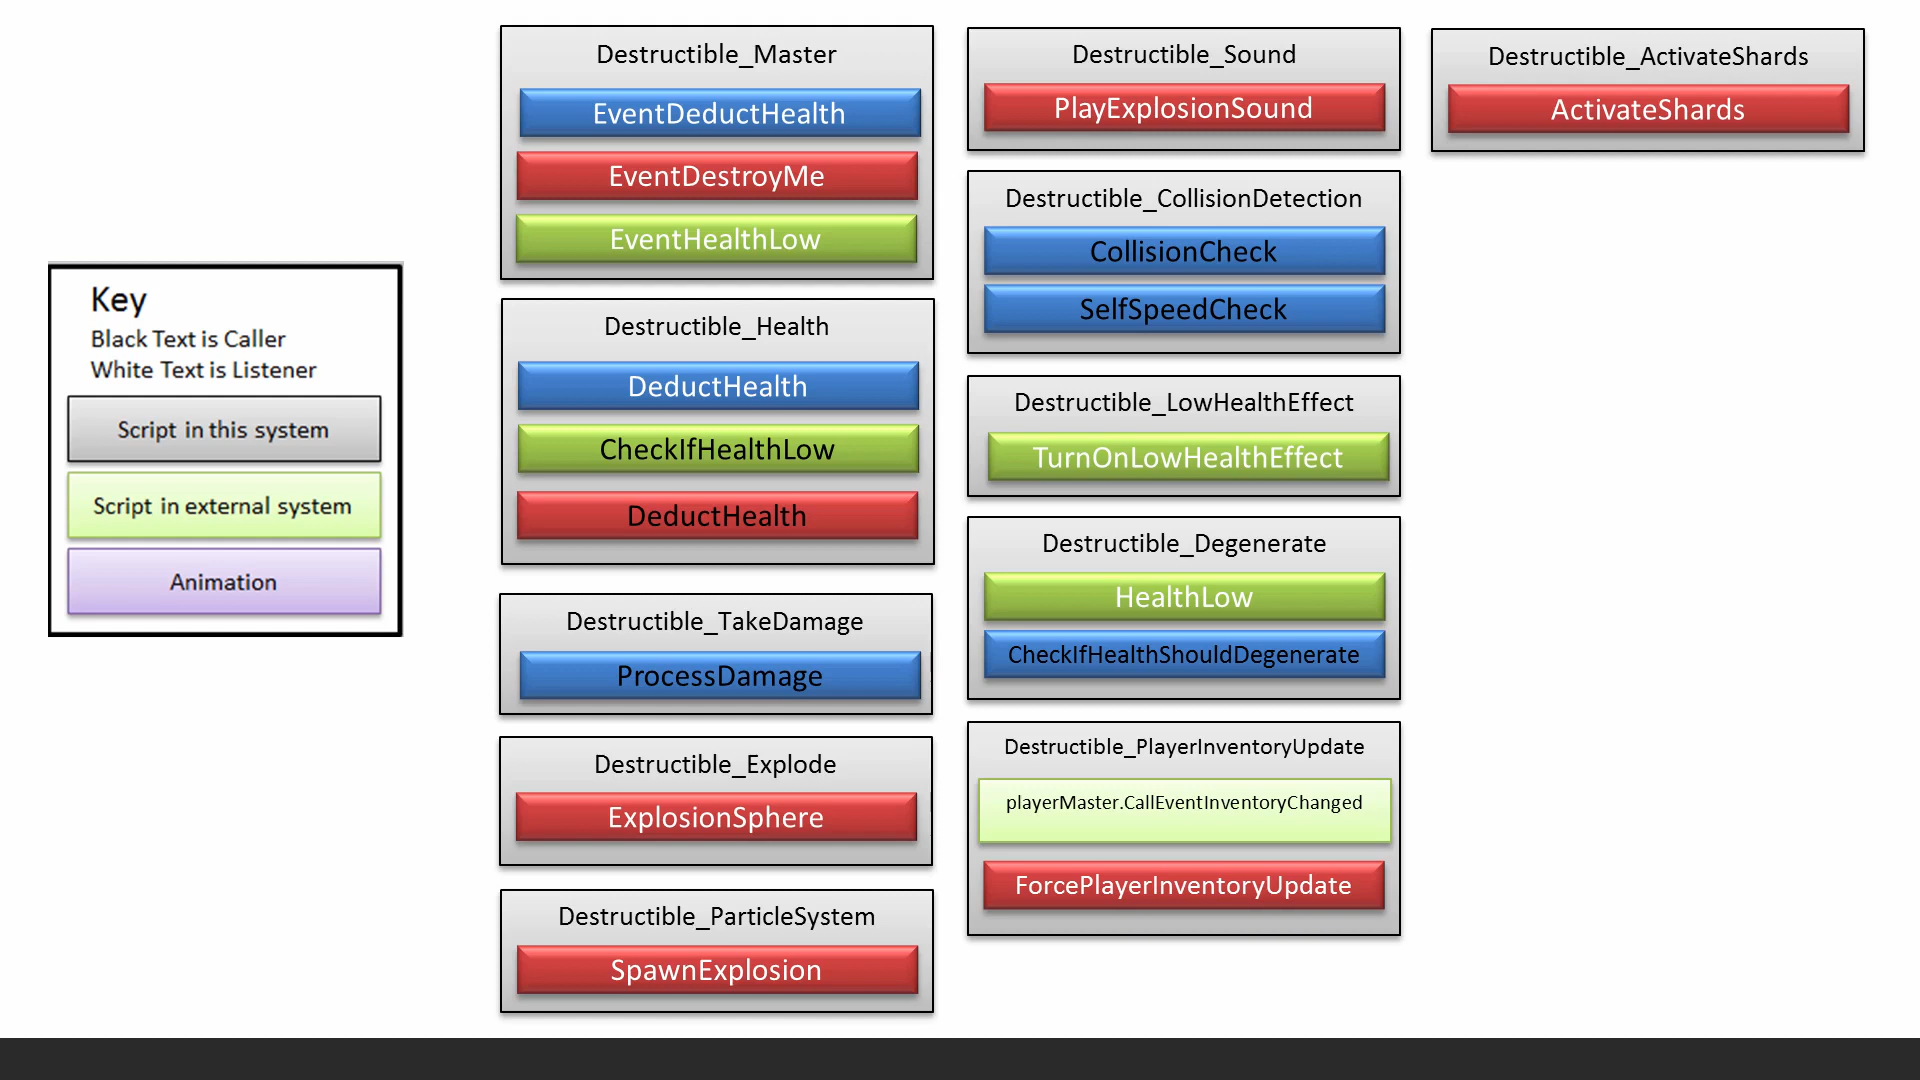 Key
Black Text is Caller
White Text is Listener
Script in this system
Script in external system
Animation
Destructible_Master
EventDeductHealth
EventDestroyMe
EventHealthLow
Destructible_Health
DeductHealth
CheckIfHealthLow
DeductHealth
Destructible_TakeDamage
ProcessDamage
Destructible_Explode
ExplosionSphere
Destructible_ParticleSystem
SpawnExplosion
Destructible_Sound
PlayExplosionSound
Destructible_CollisionDetection
CollisionCheck
SelfSpeedCheck
Destructible_LowHealthEffect
TurnOnLowHealthEffect
Destructible_Degenerate
HealthLow
CheckIfHealthShouldDegenerate
Destructible_PlayerInventoryUpdate
playerMaster.CallEventInventoryChanged
ForcePlayerInventoryUpdate
Destructible_ActivateShards
ActivateShards